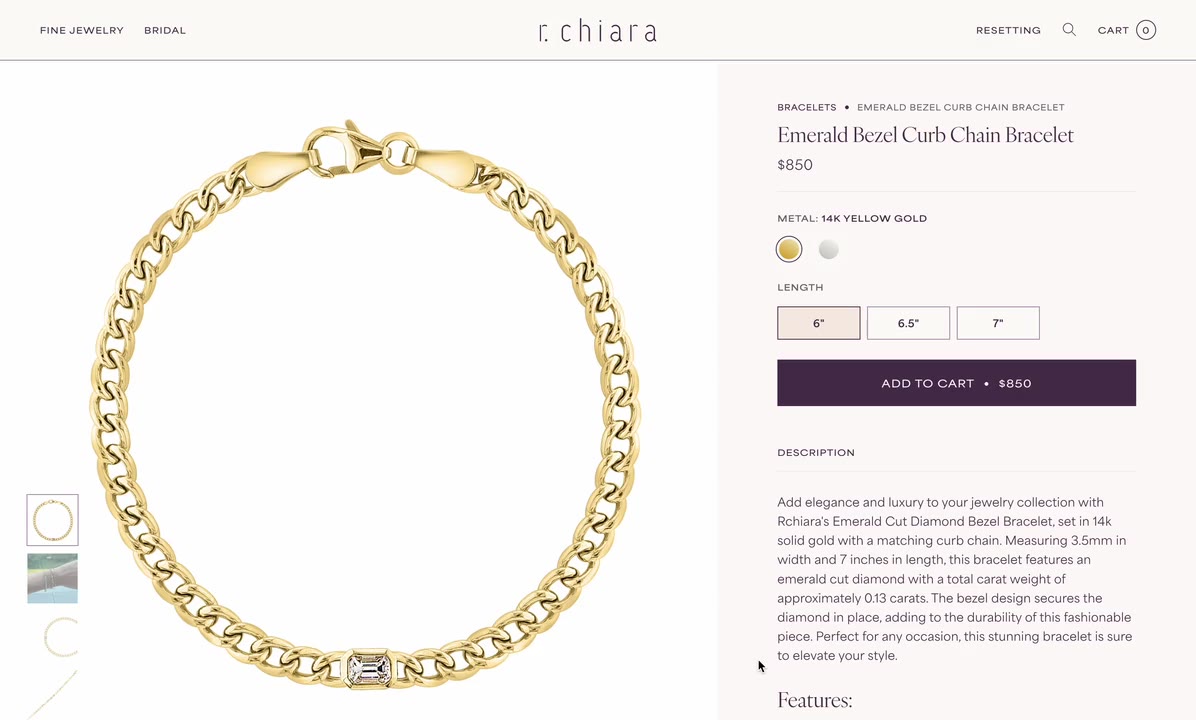 FINE JEWELRY BRIDAL r. chiara RESETTING CART 0
BRACELETS • EMERALD BEZEL CURB CHAIN BRACELET
Emerald Bezel Curb Chain Bracelet
$850
METAL: 14K YELLOW GOLD
LENGTH
6" 6.5" 7"
ADD TO CART • $850
DESCRIPTION
Add elegance and luxury to your jewelry collection with
Rchiara's Emerald Cut Diamond Bezel Bracelet, set in 14k
solid gold with a matching curb chain. Measuring 3.5mm in
width and 7 inches in length, this bracelet features an
emerald cut diamond with a total carat weight of
approximately 0.13 carats. The bezel design secures the
diamond in place, adding to the durability of this fashionable
piece. Perfect for any occasion, this stunning bracelet is sure
to elevate your style.
Features: